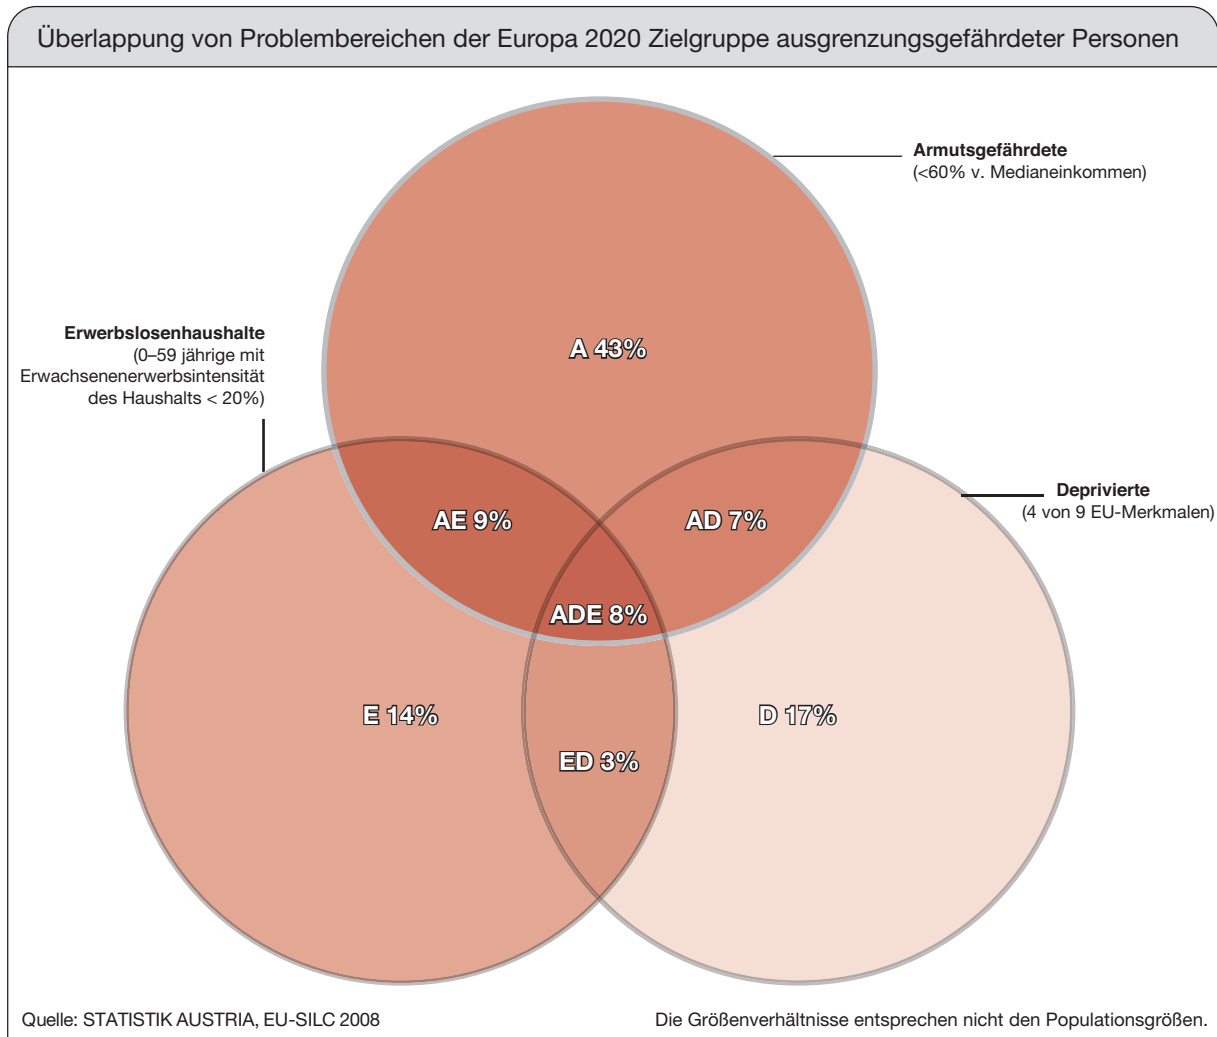 Überlappung von Problembereichen der Europa 2020 Zielgruppe ausgrenzungsgefährdeter Personen
Armutsgefährdete
(<60% v. Medianeinkommen)
A 43%
Erwerbslosenhaushalte
(0–59 jährige mit
Erwachsenenerwerbsintensität
des Haushalts < 20%)
Deprivierte
(4 von 9 EU-Merkmalen)
AE 9%
AD 7%
ADE 8%
E 14%
D 17%
ED 3%
Quelle: STATISTIK AUSTRIA, EU-SILC 2008
Die Größenverhältnisse entsprechen nicht den Populationsgrößen.